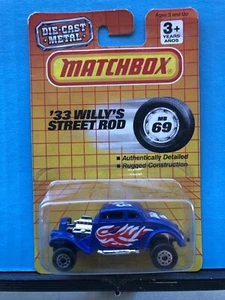 Ages 3 and Up
DIE-CAST
METAL
3+
YEARS
AÑOS
MATCHBOX
'33 WILLY'S
STREET ROD
MB
69
• Authentically Detailed
• Rugged Construction